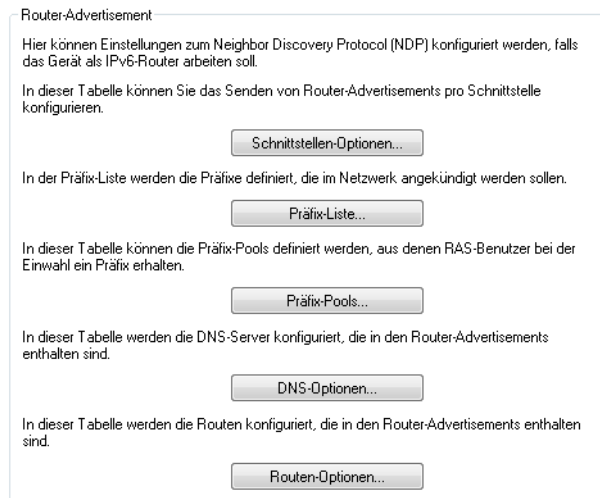 Router-Advertisement
Hier können Einstellungen zum Neighbor Discovery Protocol (NDP) konfiguriert werden, falls
das Gerät als IPv6-Router arbeiten soll.
In dieser Tabelle können Sie das Senden von Router-Advertisements pro Schnittstelle
konfigurieren.
Schnittstellen-Optionen...
In der Präfix-Liste werden die Präfixe definiert, die im Netzwerk angekündigt werden sollen.
Präfix-Liste...
In dieser Tabelle können die Präfix-Pools definiert werden, aus denen RAS-Benutzer bei der
Einwahl ein Präfix erhalten.
Präfix-Pools...
In dieser Tabelle werden die DNS-Server konfiguriert, die in den Router-Advertisements
enthalten sind.
DNS-Optionen...
In dieser Tabelle werden die Routen konfiguriert, die in den Router-Advertisements enthalten
sind.
Routen-Optionen...